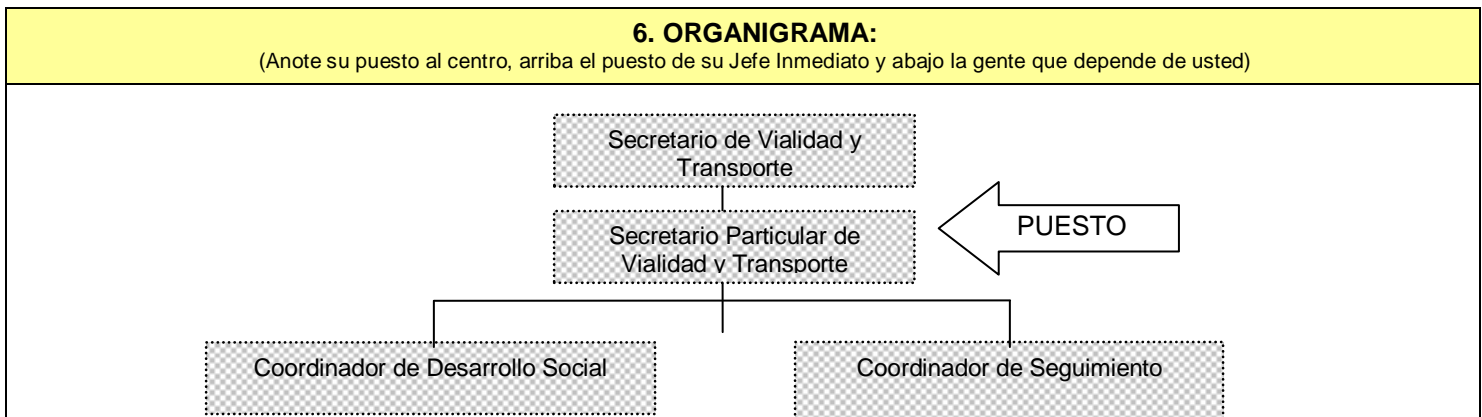 6. ORGANIGRAMA:
(Anote su puesto al centro, arriba el puesto de su Jefe Inmediato y abajo la gente que depende de usted)
Secretario de Vialidad y
Transporte
Secretario Particular de
Vialidad y Transporte
PUESTO
Coordinador de Desarrollo Social
Coordinador de Seguimiento